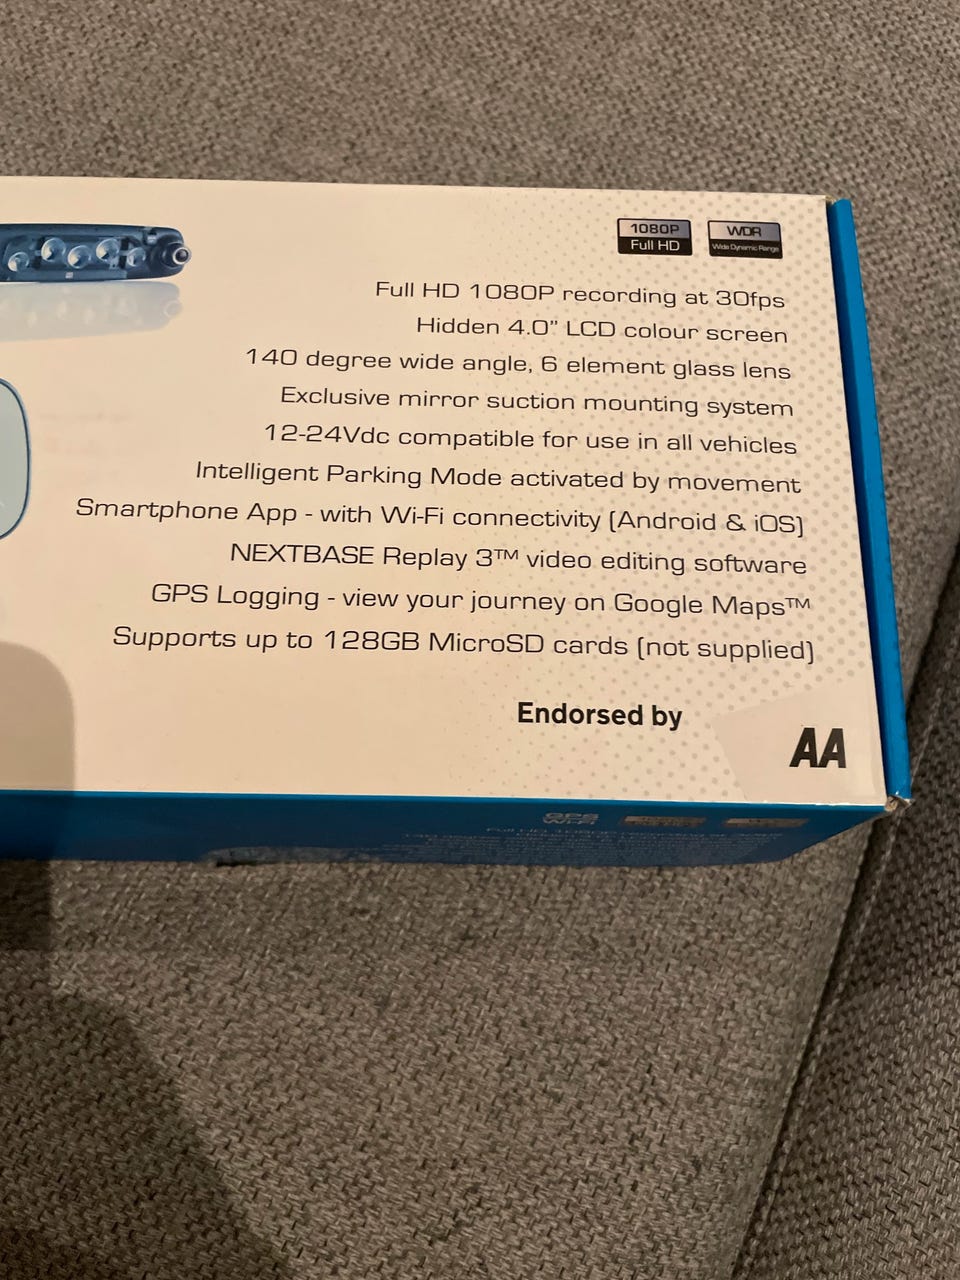 1080P
Full HD
WDR
Wide Dynamic Range
Full HD 1080P recording at 30fps
Hidden 4.0" LCD colour screen
140 degree wide angle, 6 element glass lens
Exclusive mirror suction mounting system
12-24Vdc compatible for use in all vehicles
Intelligent Parking Mode activated by movement
Smartphone App - with Wi-Fi connectivity (Android & iOS)
NEXTBASE Replay 3™ video editing software
GPS Logging - view your journey on Google Maps™
Supports up to 128GB MicroSD cards (not supplied)
Endorsed by
AA
GPS
Wi-Fi